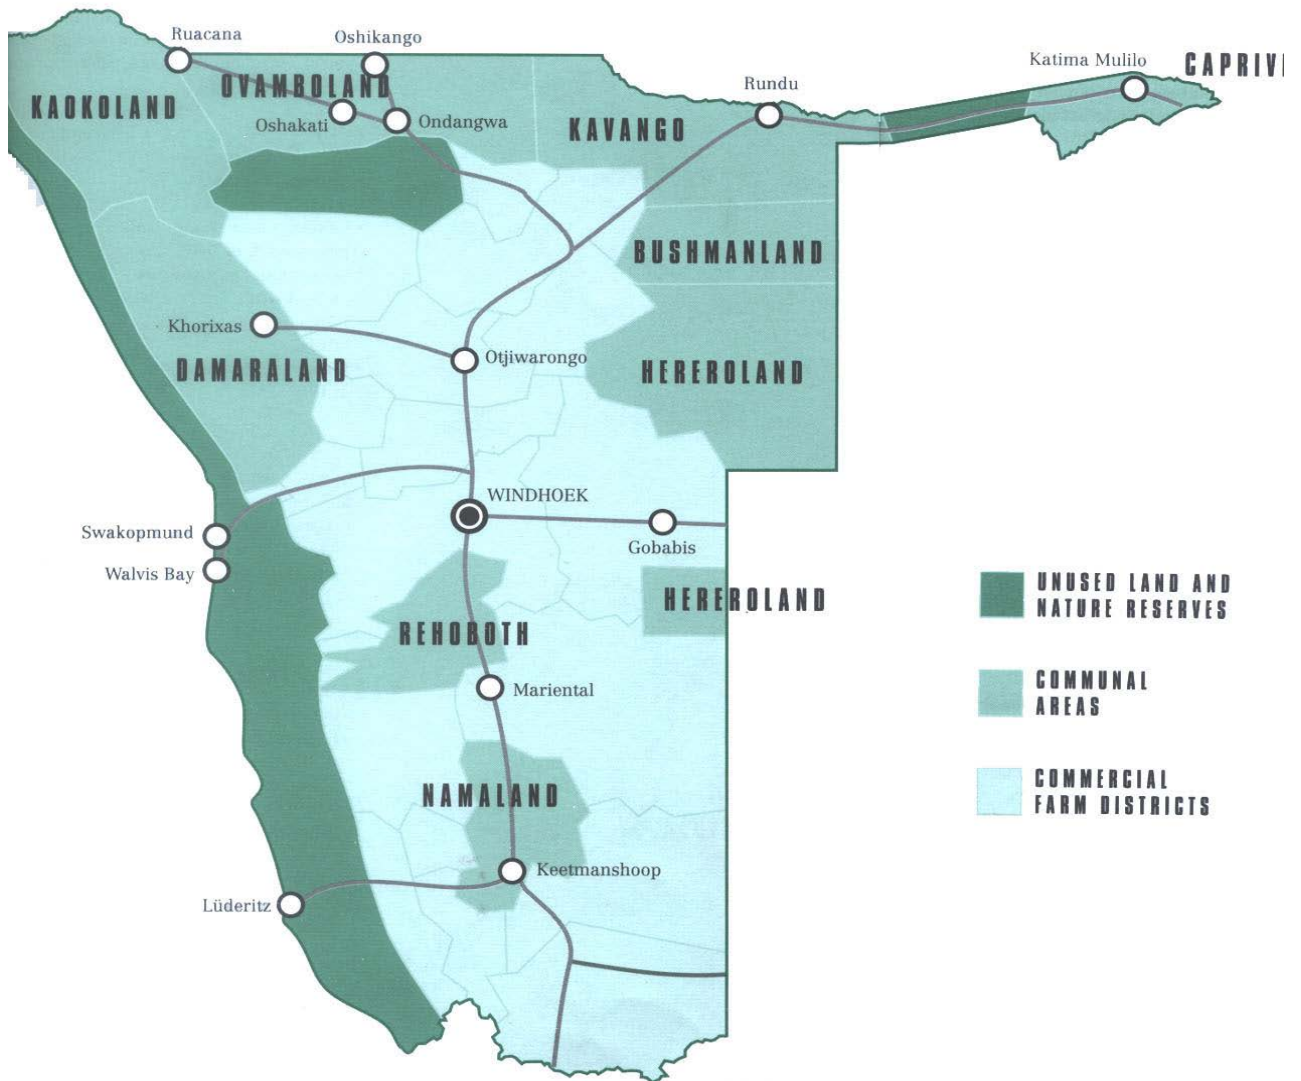 Ruacana
Oshikango
Katima Mulilo
CAPRIVI
OVAMBOLAND
Rundu
KAOKOLAND
Oshakati
Ondangwa
KAVANGO
BUSHMANLAND
Khorixas
Otjiwarongo
DAMARALAND
HEREROLAND
WINDHOEK
Swakopmund
Gobabis
Walvis Bay
UNUSED LAND AND
NATURE RESERVES
HEREROLAND
REHOBOTH
Mariental
COMMUNAL
AREAS
NAMALAND
COMMERCIAL
FARM DISTRICTS
Keetmanshoop
Lüderitz